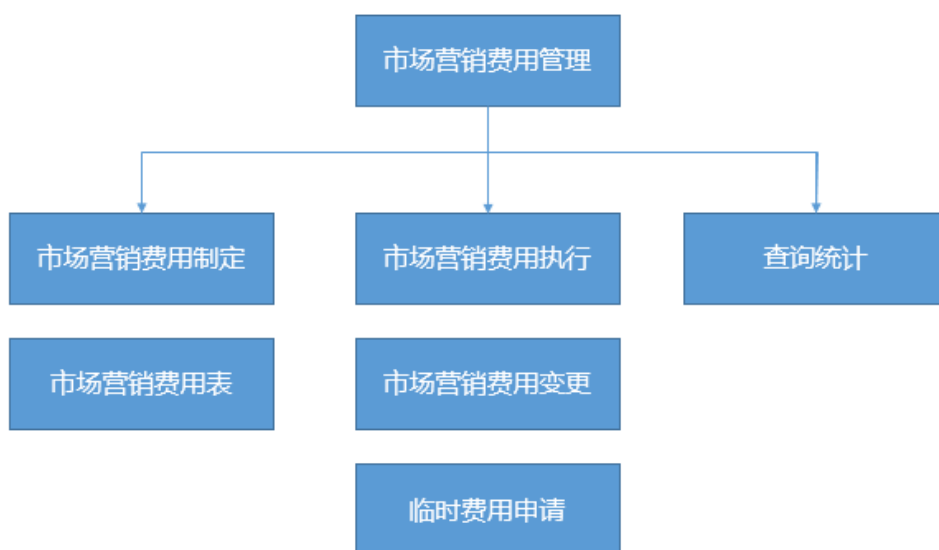 市场营销费用管理
市场营销费用制定
市场营销费用执行
查询统计
市场营销费用表
市场营销费用变更
临时费用申请